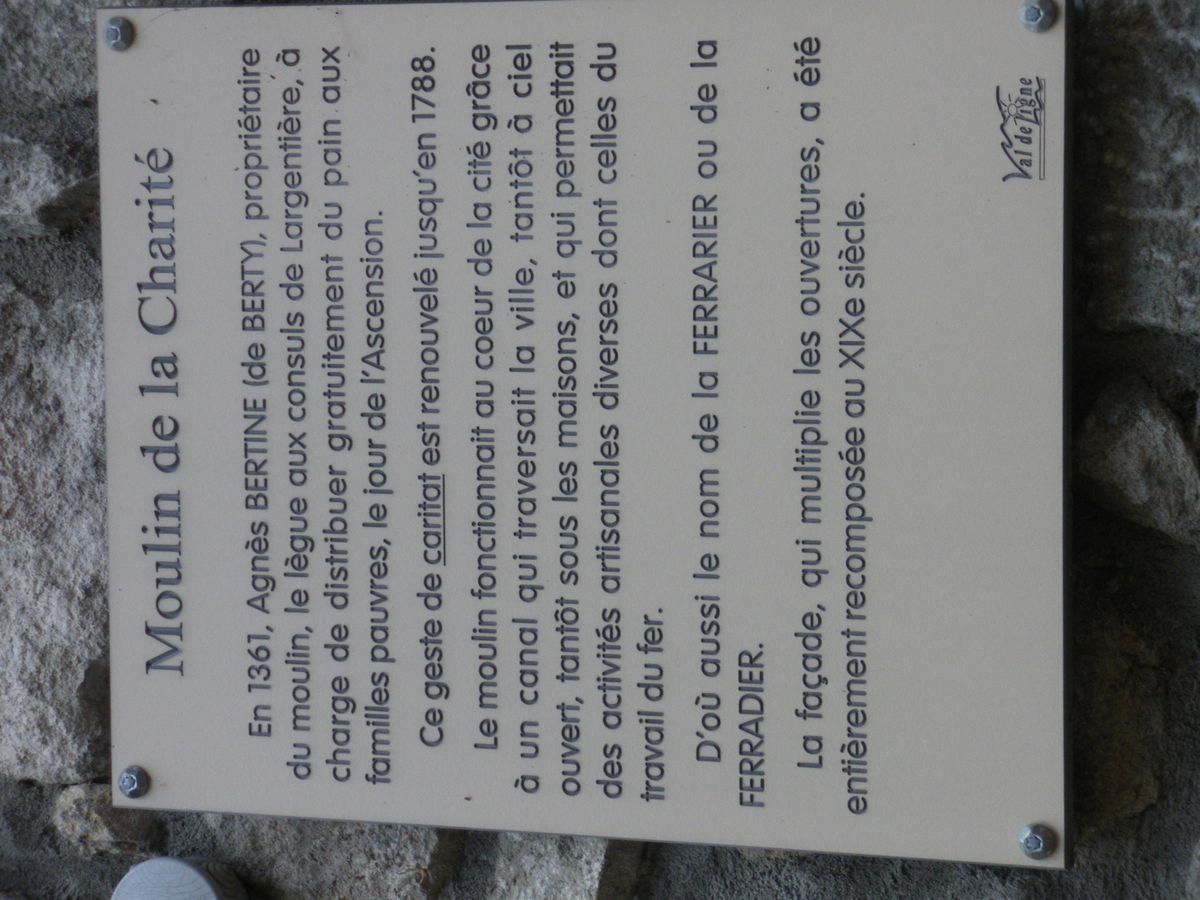 Moulin de la Charité
En 1361, Agnès BERTINE (de BERTY), propriétaire
du moulin, le lègue aux consuls de Largentière, à
charge de distribuer gratuitement du pain aux
familles pauvres, le jour de l'Ascension.
Ce geste de caritat est renouvelé jusqu'en 1788.
Le moulin fonctionnait au coeur de la cité grâce
à un canal qui traversait la ville, tantôt à ciel
ouvert, tantôt sous les maisons, et qui permettait
des activités artisanales diverses dont celles du
travail du fer.
D'où aussi le nom de la FERRARIER ou de la
FERRADIER.
La façade, qui multiplie les ouvertures, a été
entièrement recomposée au XIXe siècle.
Val de Ligne